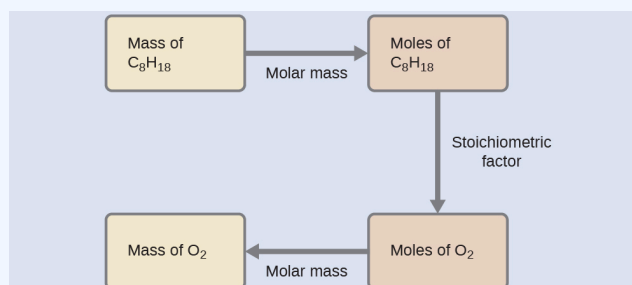 Mass of
C₈H₁₈
Molar mass
Moles of
C₈H₁₈
Stoichiometric
factor
Moles of O₂
Molar mass
Mass of O₂